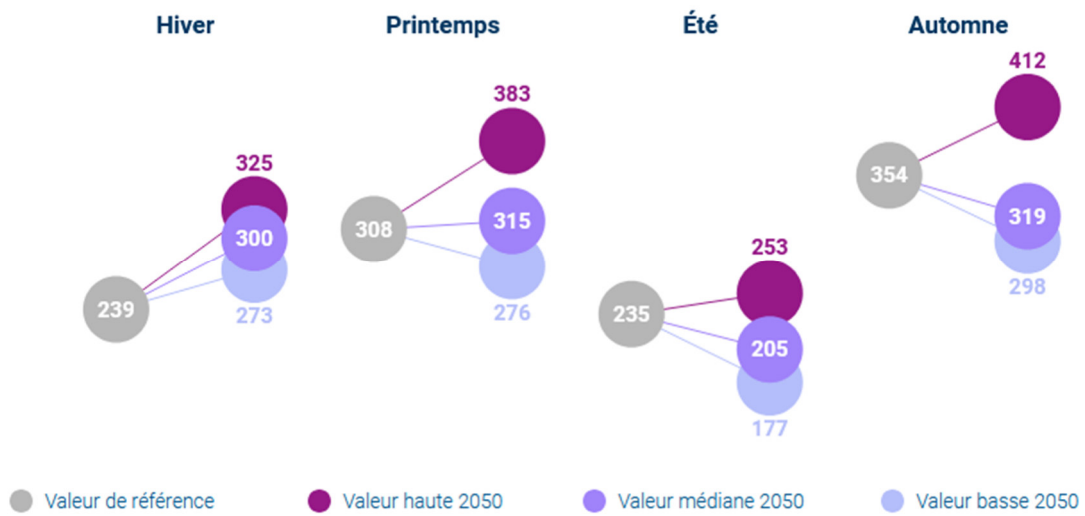 Hiver Printemps Été Automne
412
383
325
354
308 315 319
300
253
239 273 276 235 298
205
177
Valeur de référence Valeur haute 2050 Valeur médiane 2050 Valeur basse 2050